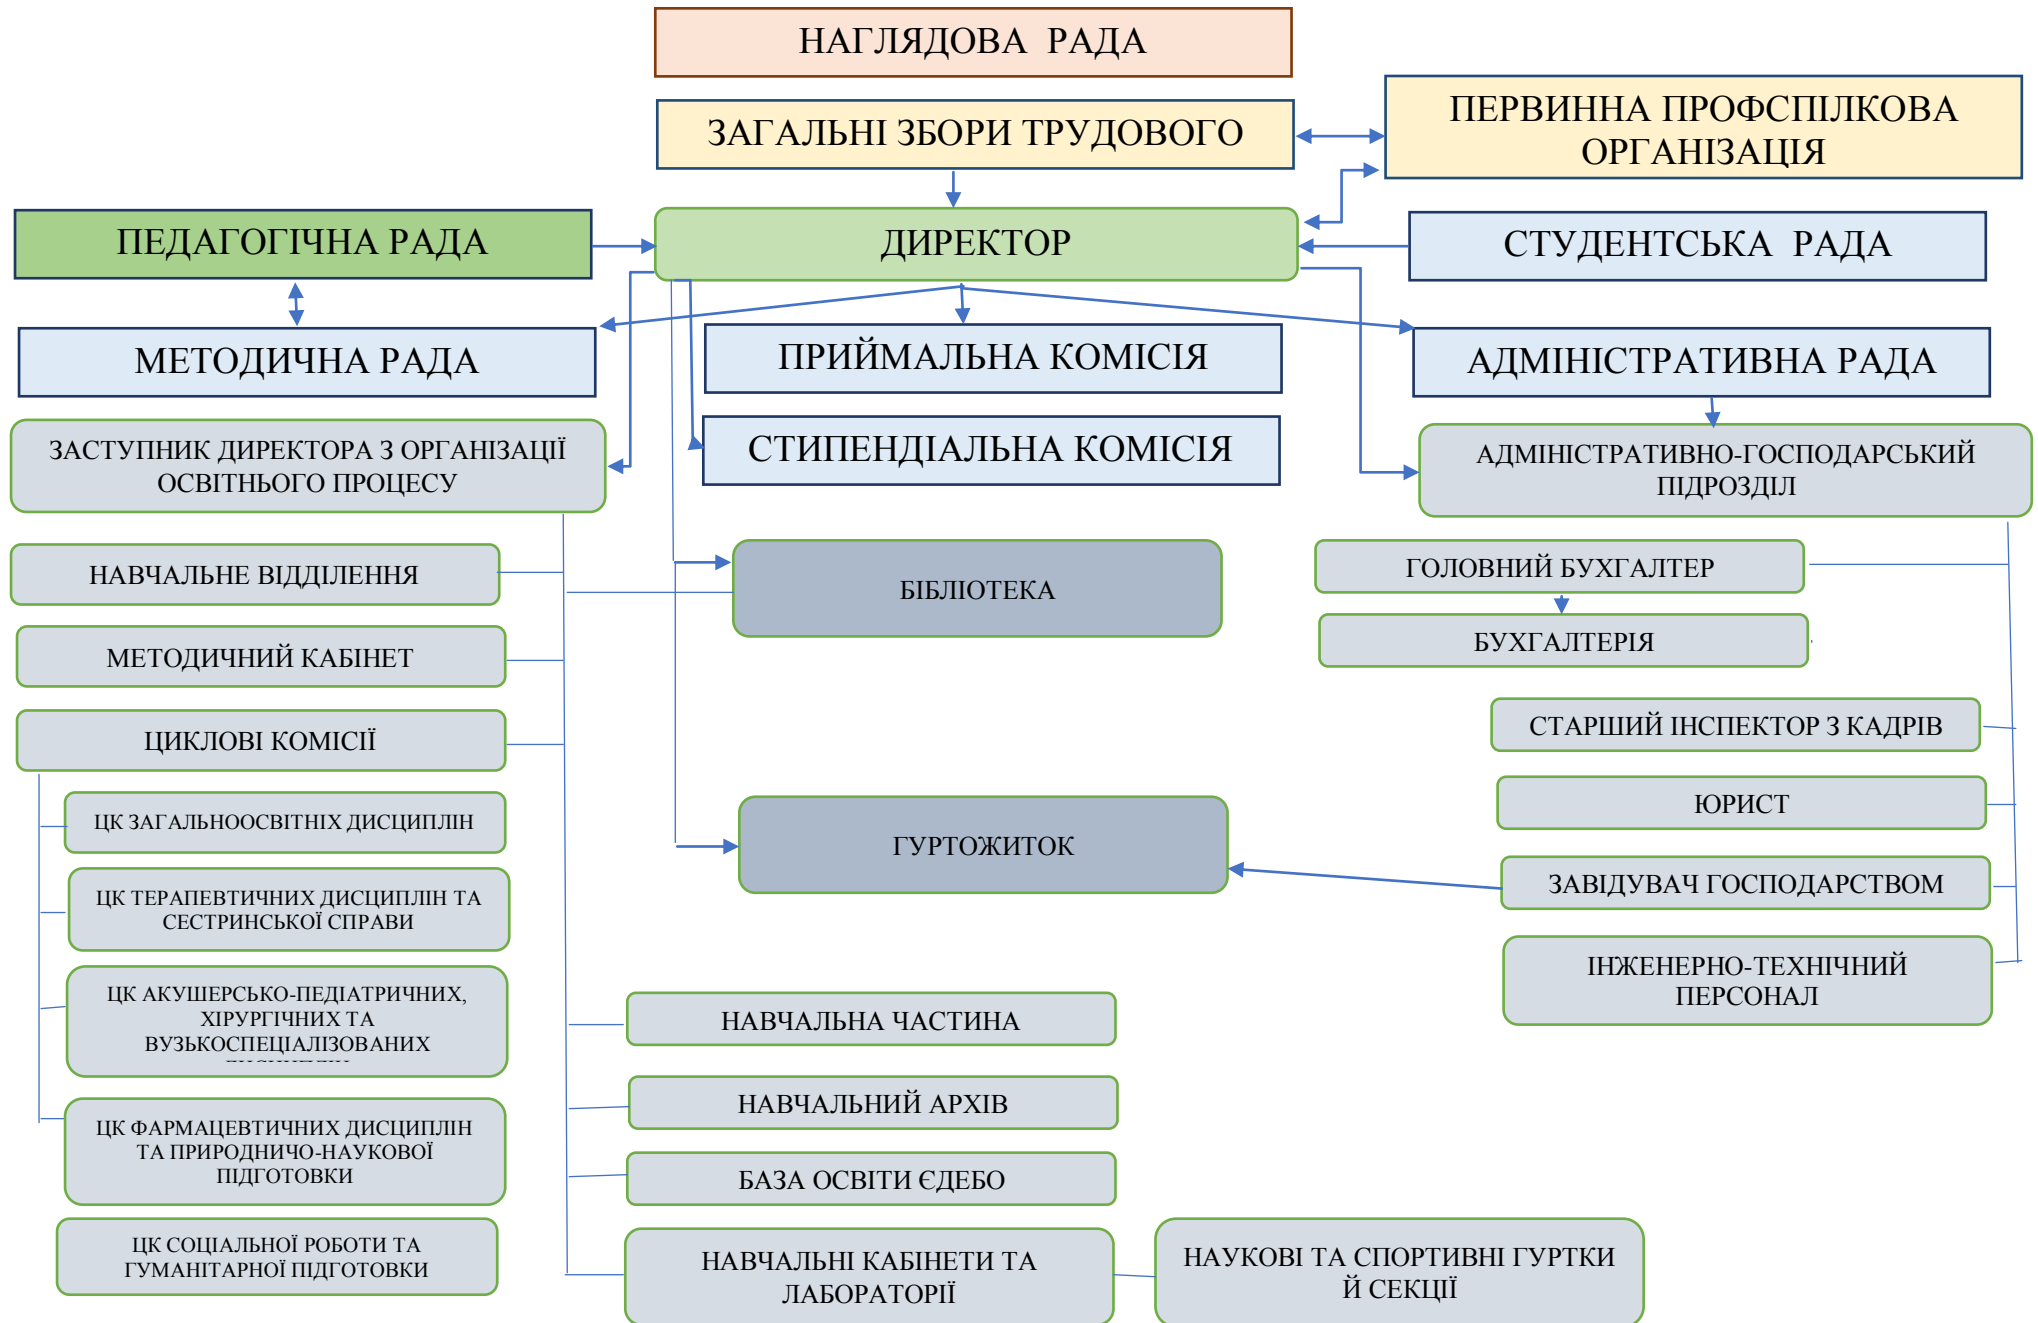 НАГЛЯДОВА РАДА
ЗАГАЛЬНІ ЗБОРИ ТРУДОВОГО
ПЕРВИННА ПРОФСПІЛКОВА
ОРГАНІЗАЦІЯ
ПЕДАГОГІЧНА РАДА
ДИРЕКТОР
СТУДЕНТСЬКА РАДА
МЕТОДИЧНА РАДА
ПРИЙМАЛЬНА КОМІСІЯ
АДМІНІСТРАТИВНА РАДА
СТИПЕНДІАЛЬНА КОМІСІЯ
ЗАСТУПНИК ДИРЕКТОРА З ОРГАНІЗАЦІЇ
ОСВІТНЬОГО ПРОЦЕСУ
АДМІНІСТРАТИВНО-ГОСПОДАРСЬКИЙ
ПІДРОЗДІЛ
НАВЧАЛЬНЕ ВІДДІЛЕННЯ
МЕТОДИЧНИЙ КАБІНЕТ
ЦИКЛОВІ КОМІСІЇ
ЦК ЗАГАЛЬНООСВІТНІХ ДИСЦИПЛІН
ЦК ТЕРАПЕВТИЧНИХ ДИСЦИПЛІН ТА
СЕСТРИНСЬКОЇ СПРАВИ
ЦК АКУШЕРСЬКО-ПЕДІАТРИЧНИХ,
ХІРУРГІЧНИХ ТА
ВУЗЬКОСПЕЦІАЛІЗОВАНИХ
ЦК ФАРМАЦЕВТИЧНИХ ДИСЦИПЛІН
ТА ПРИРОДНИЧО-НАУКОВОЇ
ПІДГОТОВКИ
ЦК СОЦІАЛЬНОЇ РОБОТИ ТА
ГУМАНІТАРНОЇ ПІДГОТОВКИ
БІБЛІОТЕКА
ГУРТОЖИТОК
НАВЧАЛЬНА ЧАСТИНА
НАВЧАЛЬНИЙ АРХІВ
БАЗА ОСВІТИ ЄДЕБО
НАВЧАЛЬНІ КАБІНЕТИ ТА
ЛАБОРАТОРІЇ
НАУКОВІ ТА СПОРТИВНІ ГУРТКИ
Й СЕКЦІЇ
ГОЛОВНИЙ БУХГАЛТЕР
БУХГАЛТЕРІЯ
СТАРШИЙ ІНСПЕКТОР З КАДРІВ
ЮРИСТ
ЗАВІДУВАЧ ГОСПОДАРСТВОМ
ІНЖЕНЕРНО-ТЕХНІЧНИЙ
ПЕРСОНАЛ